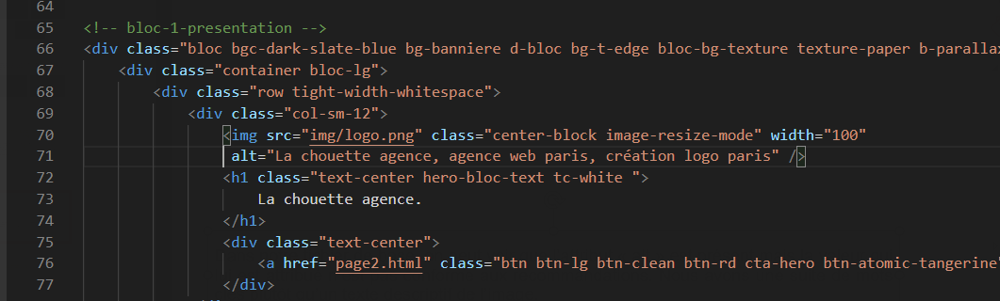 64
65 <!-- bloc-1-presentation -->
66 <div class="bloc bgc-dark-slate-blue bg-banniere d-bloc bg-t-edge bloc-bg-texture texture-paper b-parallax
67 <div class="container bloc-lg">
68 <div class="row tight-width-whitespace">
69 <div class="col-sm-12">
70 <img src="img/logo.png" class="center-block image-resize-mode" width="100"
71 alt="La chouette agence, agence web paris, création logo paris" />
72 <h1 class="text-center hero-bloc-text tc-white ">
73 La chouette agence.
74 </h1>
75 <div class="text-center">
76 <a href="page2.html" class="btn btn-lg btn-clean btn-rd cta-hero btn-atomic-tangerine"
77 </div>